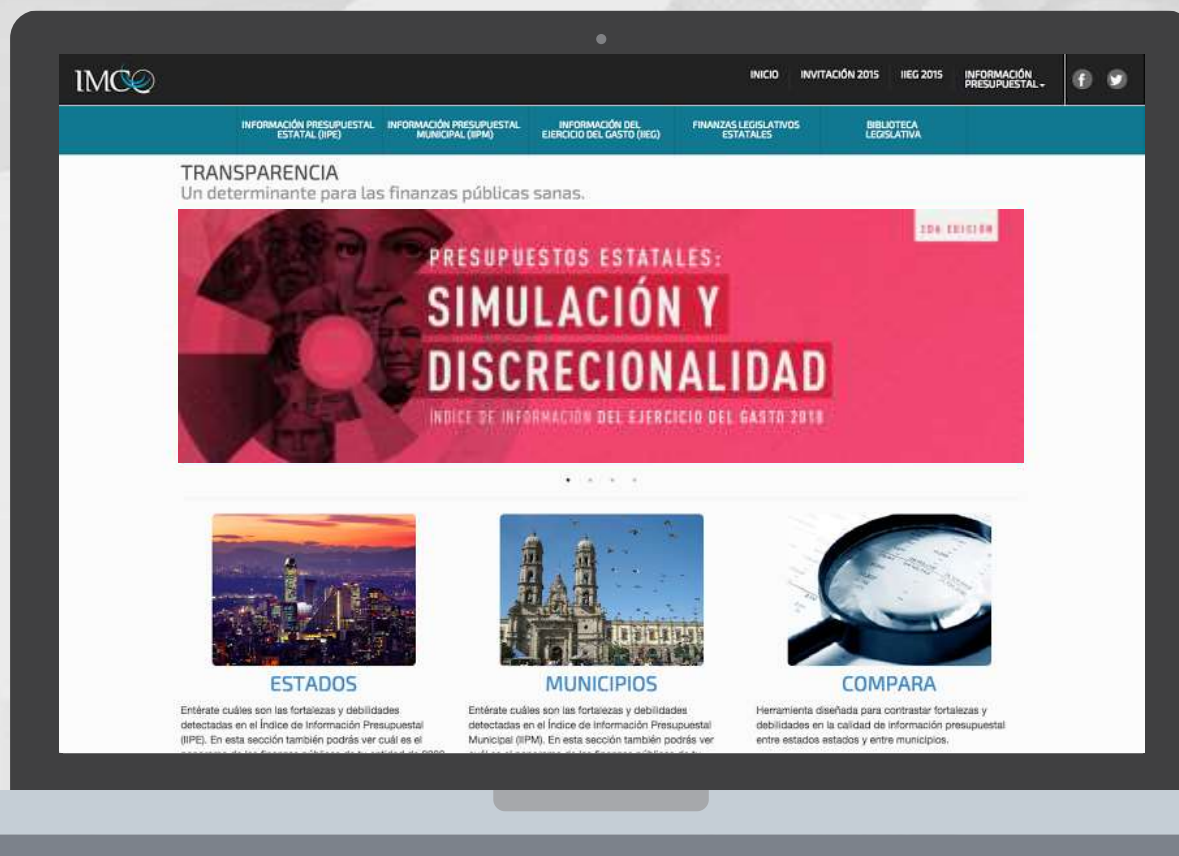 IMCO
INICIO
INVITACIÓN 2015
IIEG 2015
INFORMACIÓN
PRESUPUESTAL
INFORMACIÓN PRESUPUESTAL
ESTATAL (IIPE)
INFORMACIÓN PRESUPUESTAL
MUNICIPAL (IIPM)
INFORMACIÓN DEL
EJERCICIO DEL GASTO (IIEG)
FINANZAS LEGISLATIVOS
ESTATALES
BIBLIOTECA
LEGISLATIVA
TRANSPARENCIA
Un determinante para las finanzas públicas sanas.
2DA EDICIÓN
PRESUPUESTOS ESTATALES:
SIMULACIÓN Y
DISCRECIONALIDAD
ÍNDICE DE INFORMACIÓN DEL EJERCICIO DEL GASTO 2018
ESTADOS
Entérate cuáles son las fortalezas y debilidades
detectadas en el Índice de Información Presupuestal
(IIPE). En esta sección también podrás ver cuál es el
MUNICIPIOS
Entérate cuáles son las fortalezas y debilidades
detectadas en el Índice de Información Presupuestal
Municipal (IIPM). En esta sección también podrás ver
COMPARA
Herramienta diseñada para contrastar fortalezas y
debilidades en la calidad de información presupuestal
entre estados estados y entre municipios.